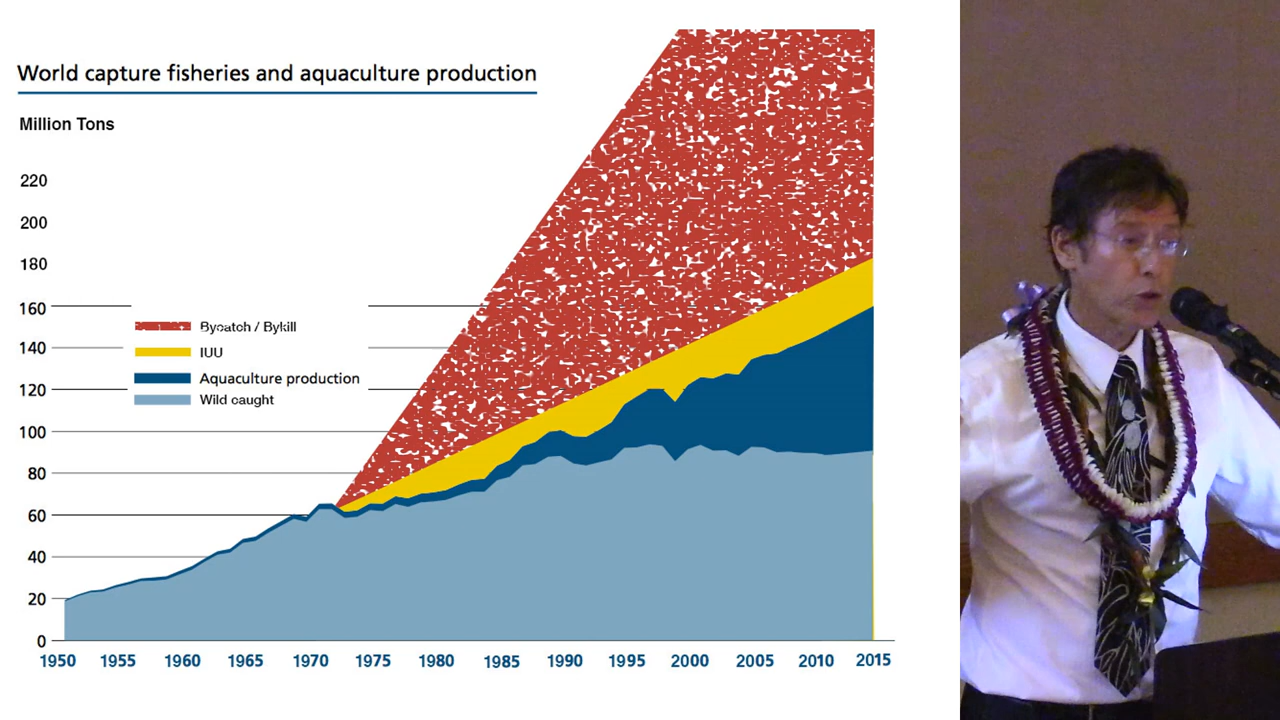 World capture fisheries and aquaculture production
Million Tons
220
200
180
160
140
120
100
80
60
40
20
0
Bycatch / Bykill
IUU
Aquaculture production
Wild caught
1950 1955 1960 1965 1970 1975 1980 1985 1990 1995 2000 2005 2010 2015